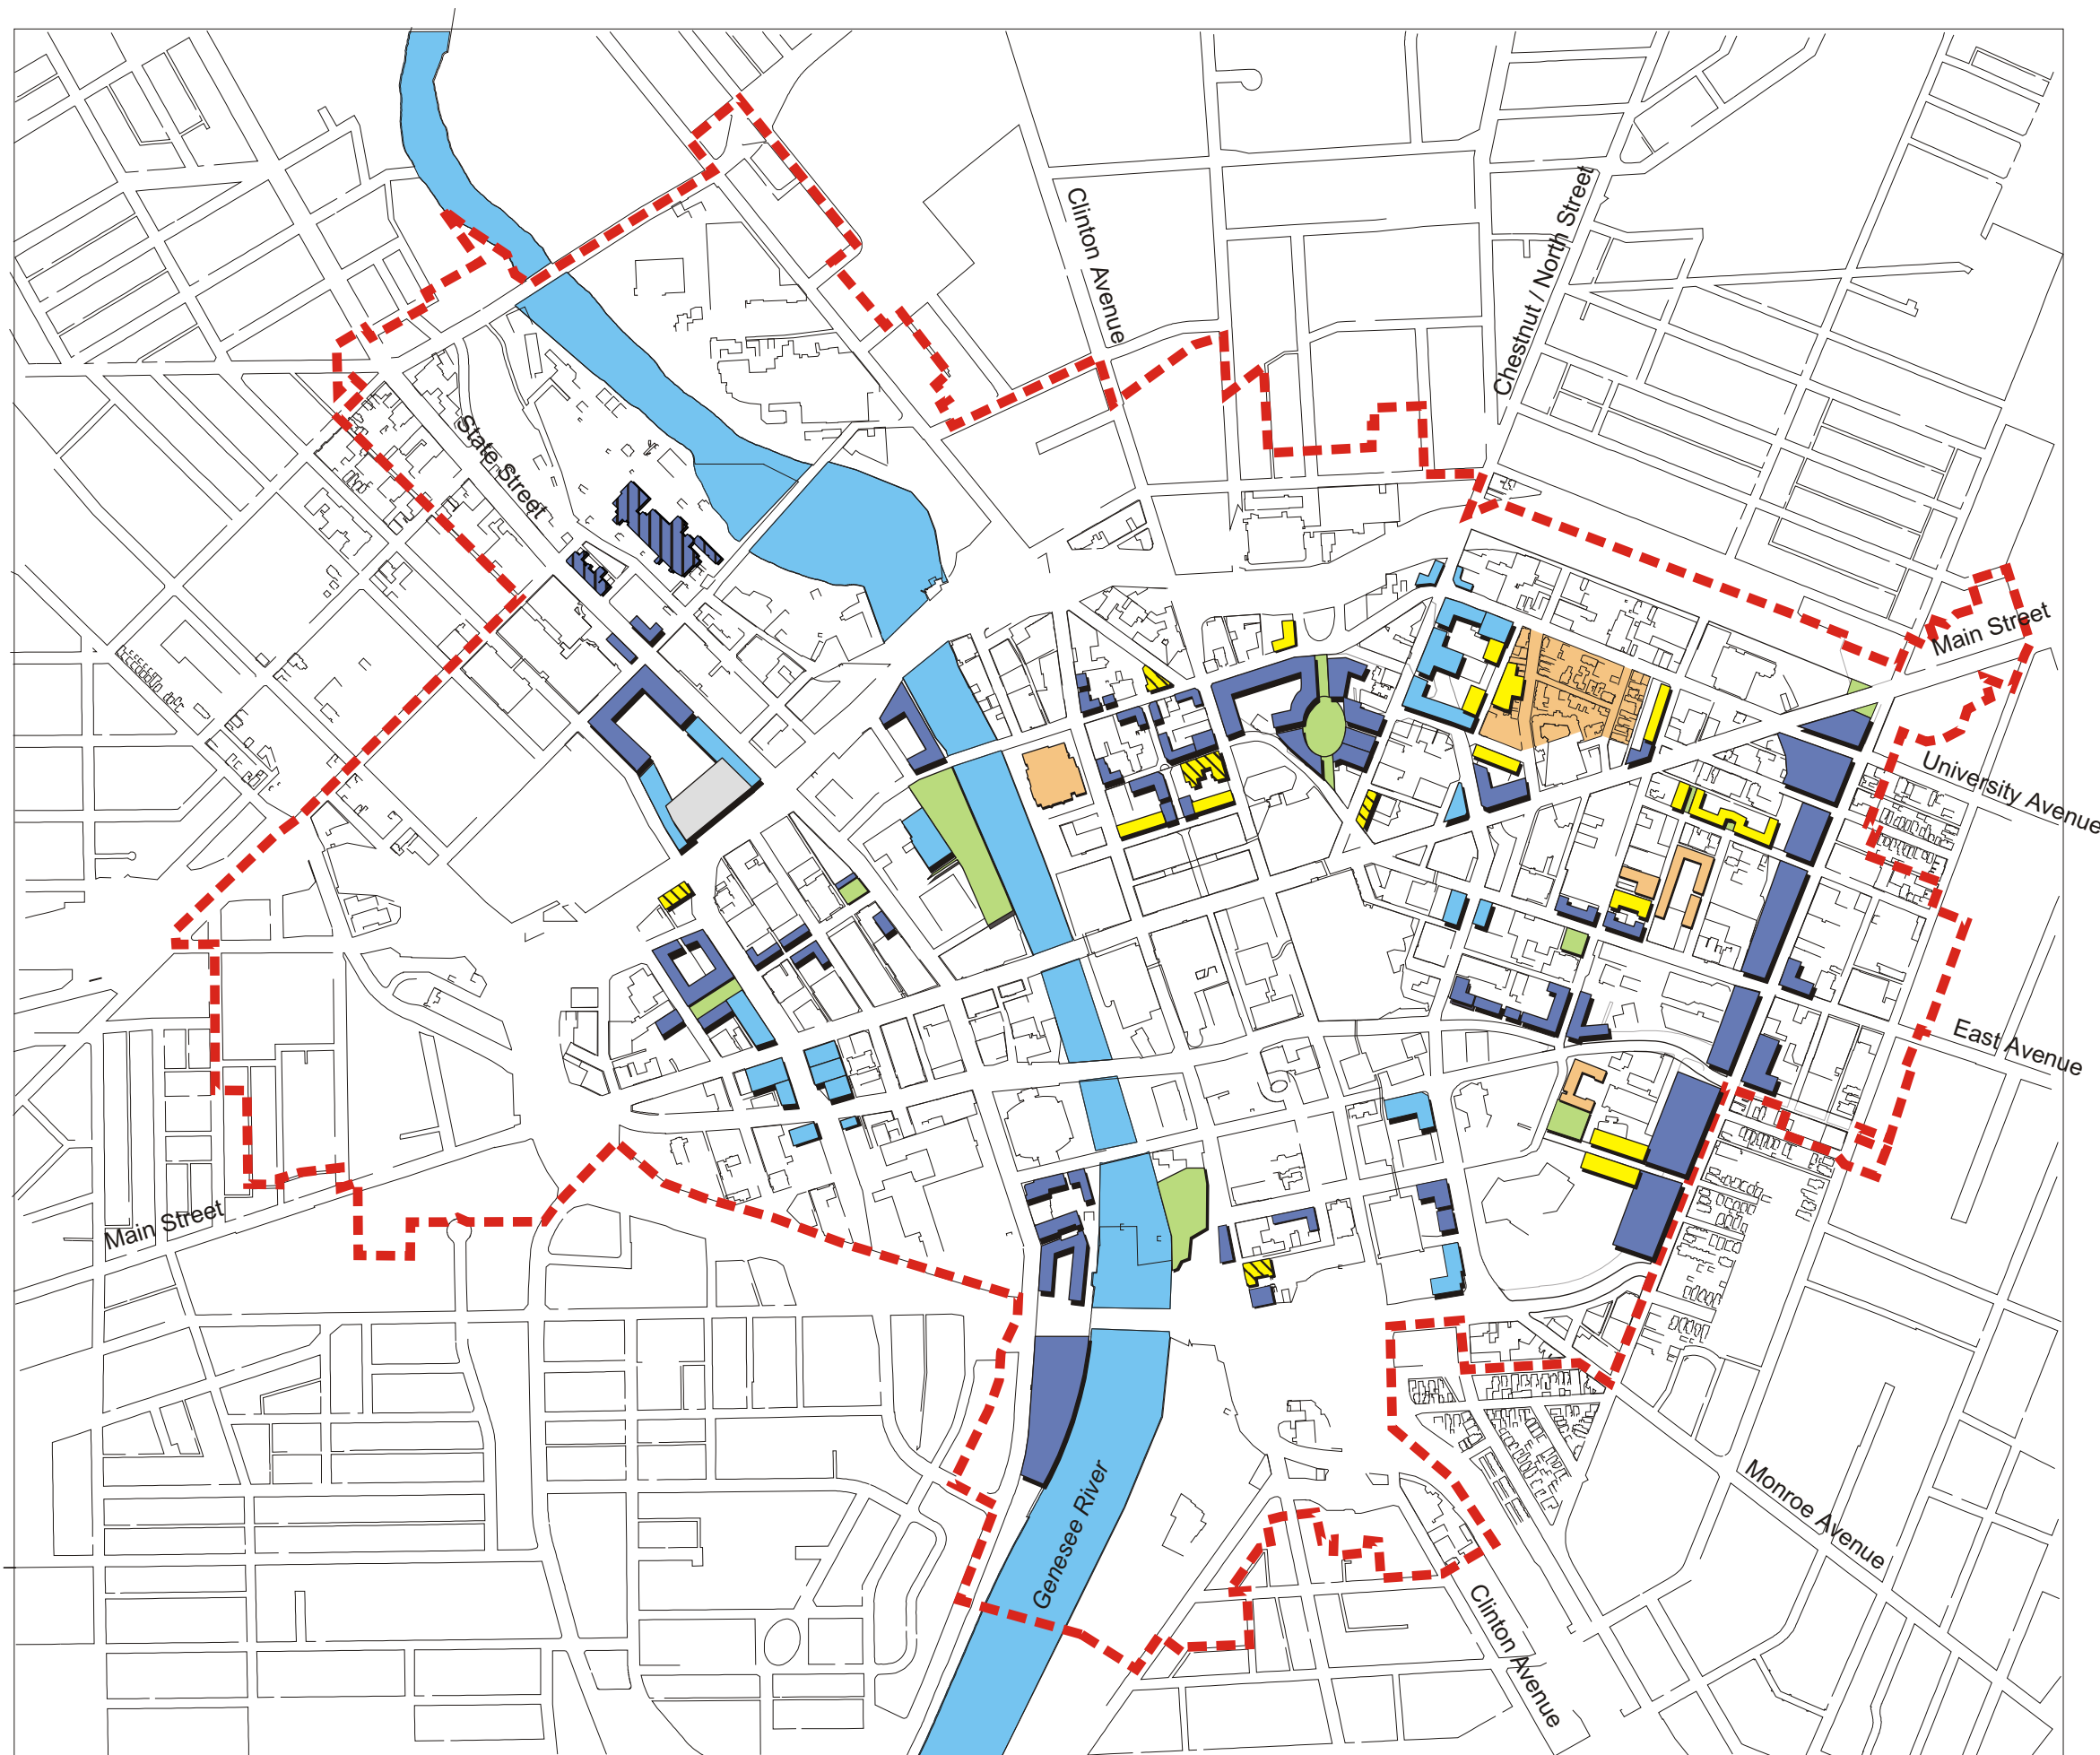 Clinton Avenue
Chestnut / North Street
State Street
Main Street
University Avenue
East Avenue
Main Street
Genesee River
Monroe Avenue
Clinton Avenue